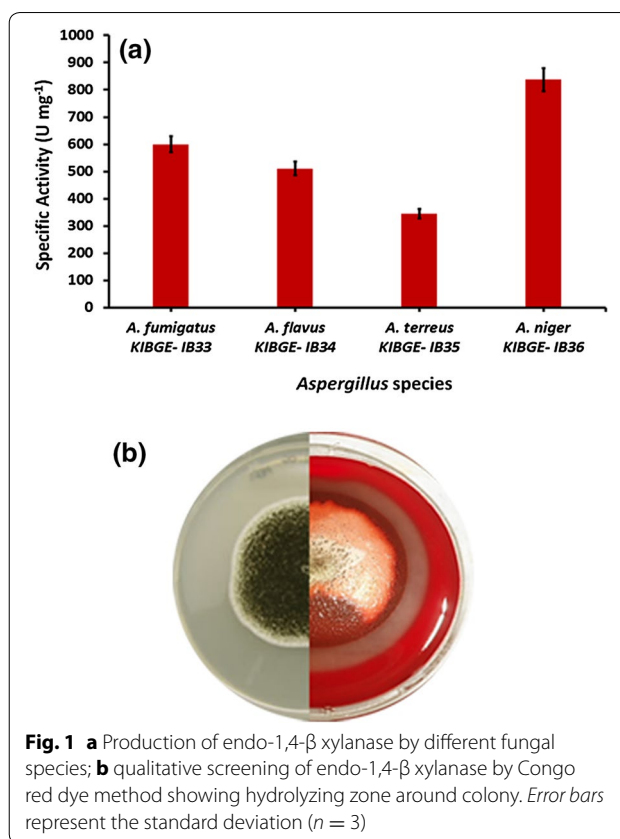 (a)
1000
900
800
700
600
500
400
300
200
100
0
Specific Activity (U mg⁻¹)
A. fumigatus
KIBGE- IB33
A. flavus
KIBGE- IB34
A. terreus
KIBGE- IB35
A. niger
KIBGE- IB36
Aspergillus species
(b)
Fig. 1 a Production of endo-1,4-β xylanase by different fungal
species; b qualitative screening of endo-1,4-β xylanase by Congo
red dye method showing hydrolyzing zone around colony. Error bars
represent the standard deviation (n = 3)